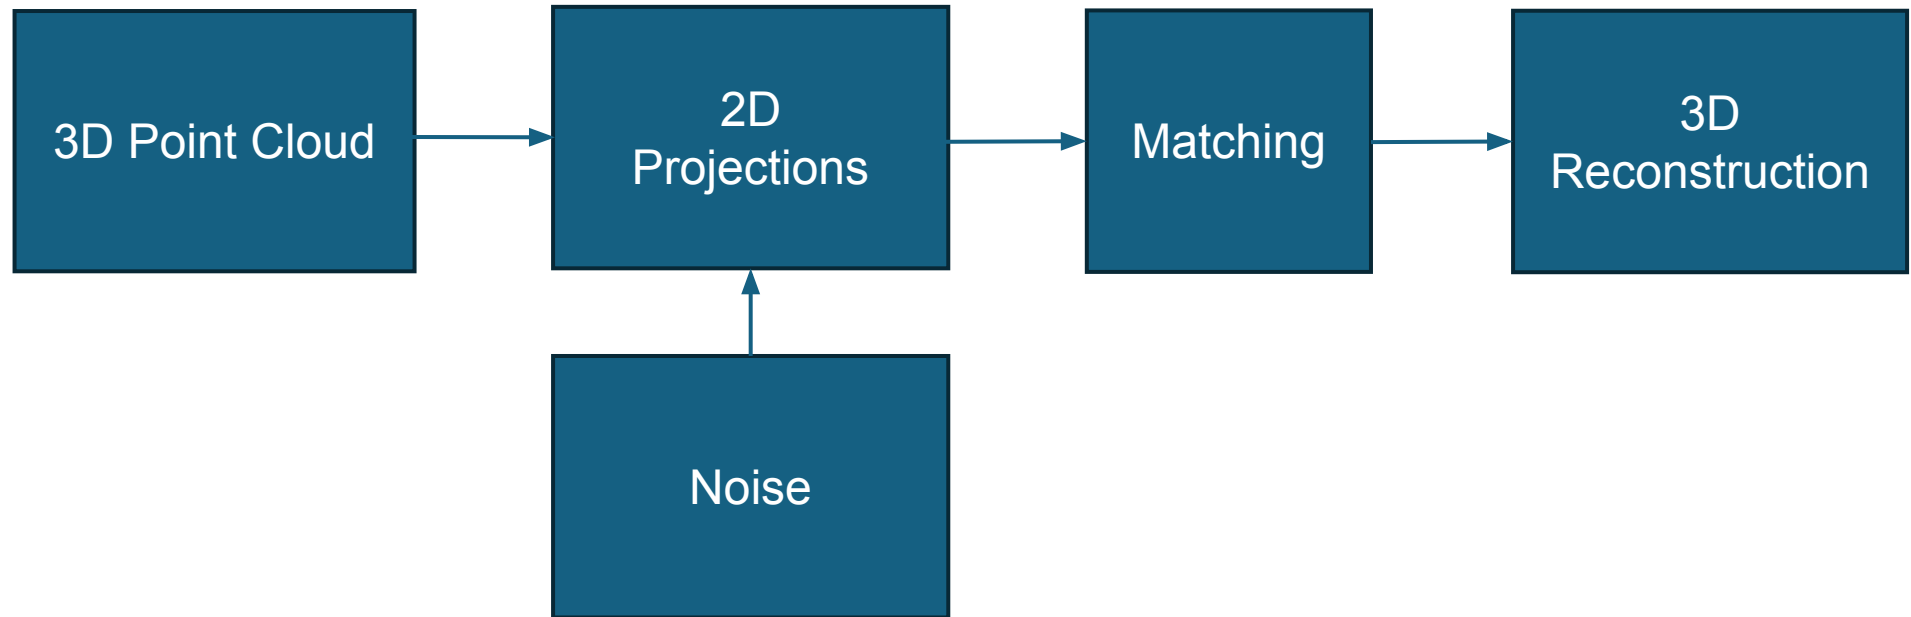 3D Point Cloud
2D
Projections
Matching
3D
Reconstruction
Noise